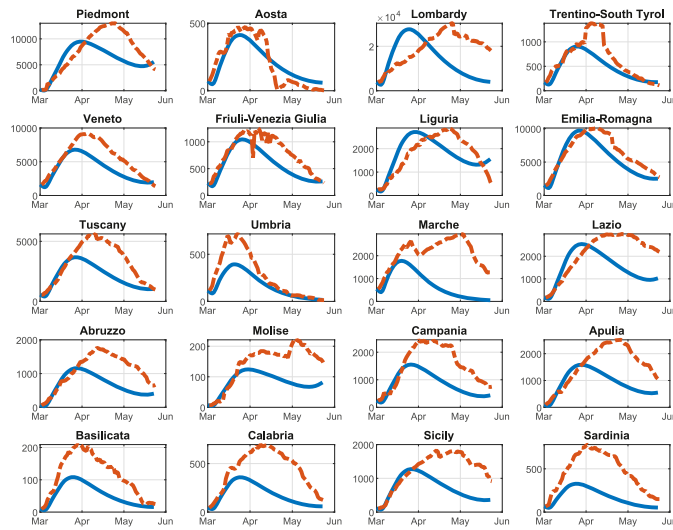 Piedmont Aosta Lombardy Trentino-South Tyrol
× 10^4
10000 500 2 1000
5000
0 0 0 0
Mar Apr May Jun Mar Apr May Jun Mar Apr May Jun Mar Apr May Jun
Veneto Friuli-Venezia Giulia Liguria Emilia-Romagna
10000 10000
1000 2000
5000 500 1000 5000
0 0 0 0
Mar Apr May Jun Mar Apr May Jun Mar Apr May Jun Mar Apr May Jun
Tuscany Umbria Marche Lazio
5000 500 3000
2000 2000
1000 1000
0 0 0 0
Mar Apr May Jun Mar Apr May Jun Mar Apr May Jun Mar Apr May Jun
Abruzzo Molise Campania Apulia
2000 200 2000 2000
1000 100 1000 1000
0 0 0 0
Mar Apr May Jun Mar Apr May Jun Mar Apr May Jun Mar Apr May Jun
Basilicata Calabria Sicily Sardinia
200 2000
500 500
100 1000
0 0 0 0
Mar Apr May Jun Mar Apr May Jun Mar Apr May Jun Mar Apr May Jun